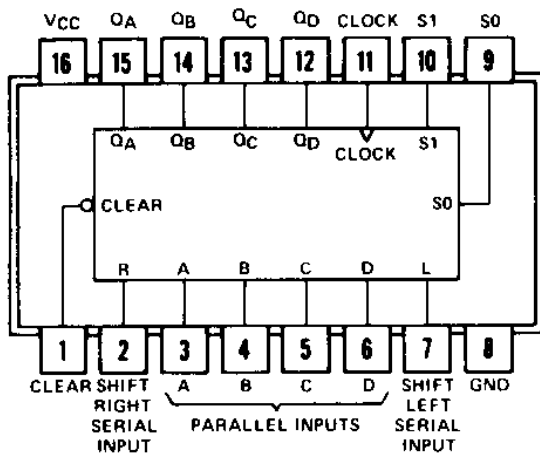 VCC QA QB QC QD CLOCK S1 S0
16 15 14 13 12 11 10 9
QA QB QC QD CLOCK S1
CLEAR S0
R A B C D L
1 2 3 4 5 6 7 8
CLEAR SHIFT RIGHT SERIAL INPUT A B C D SHIFT LEFT SERIAL INPUT GND
PARALLEL INPUTS